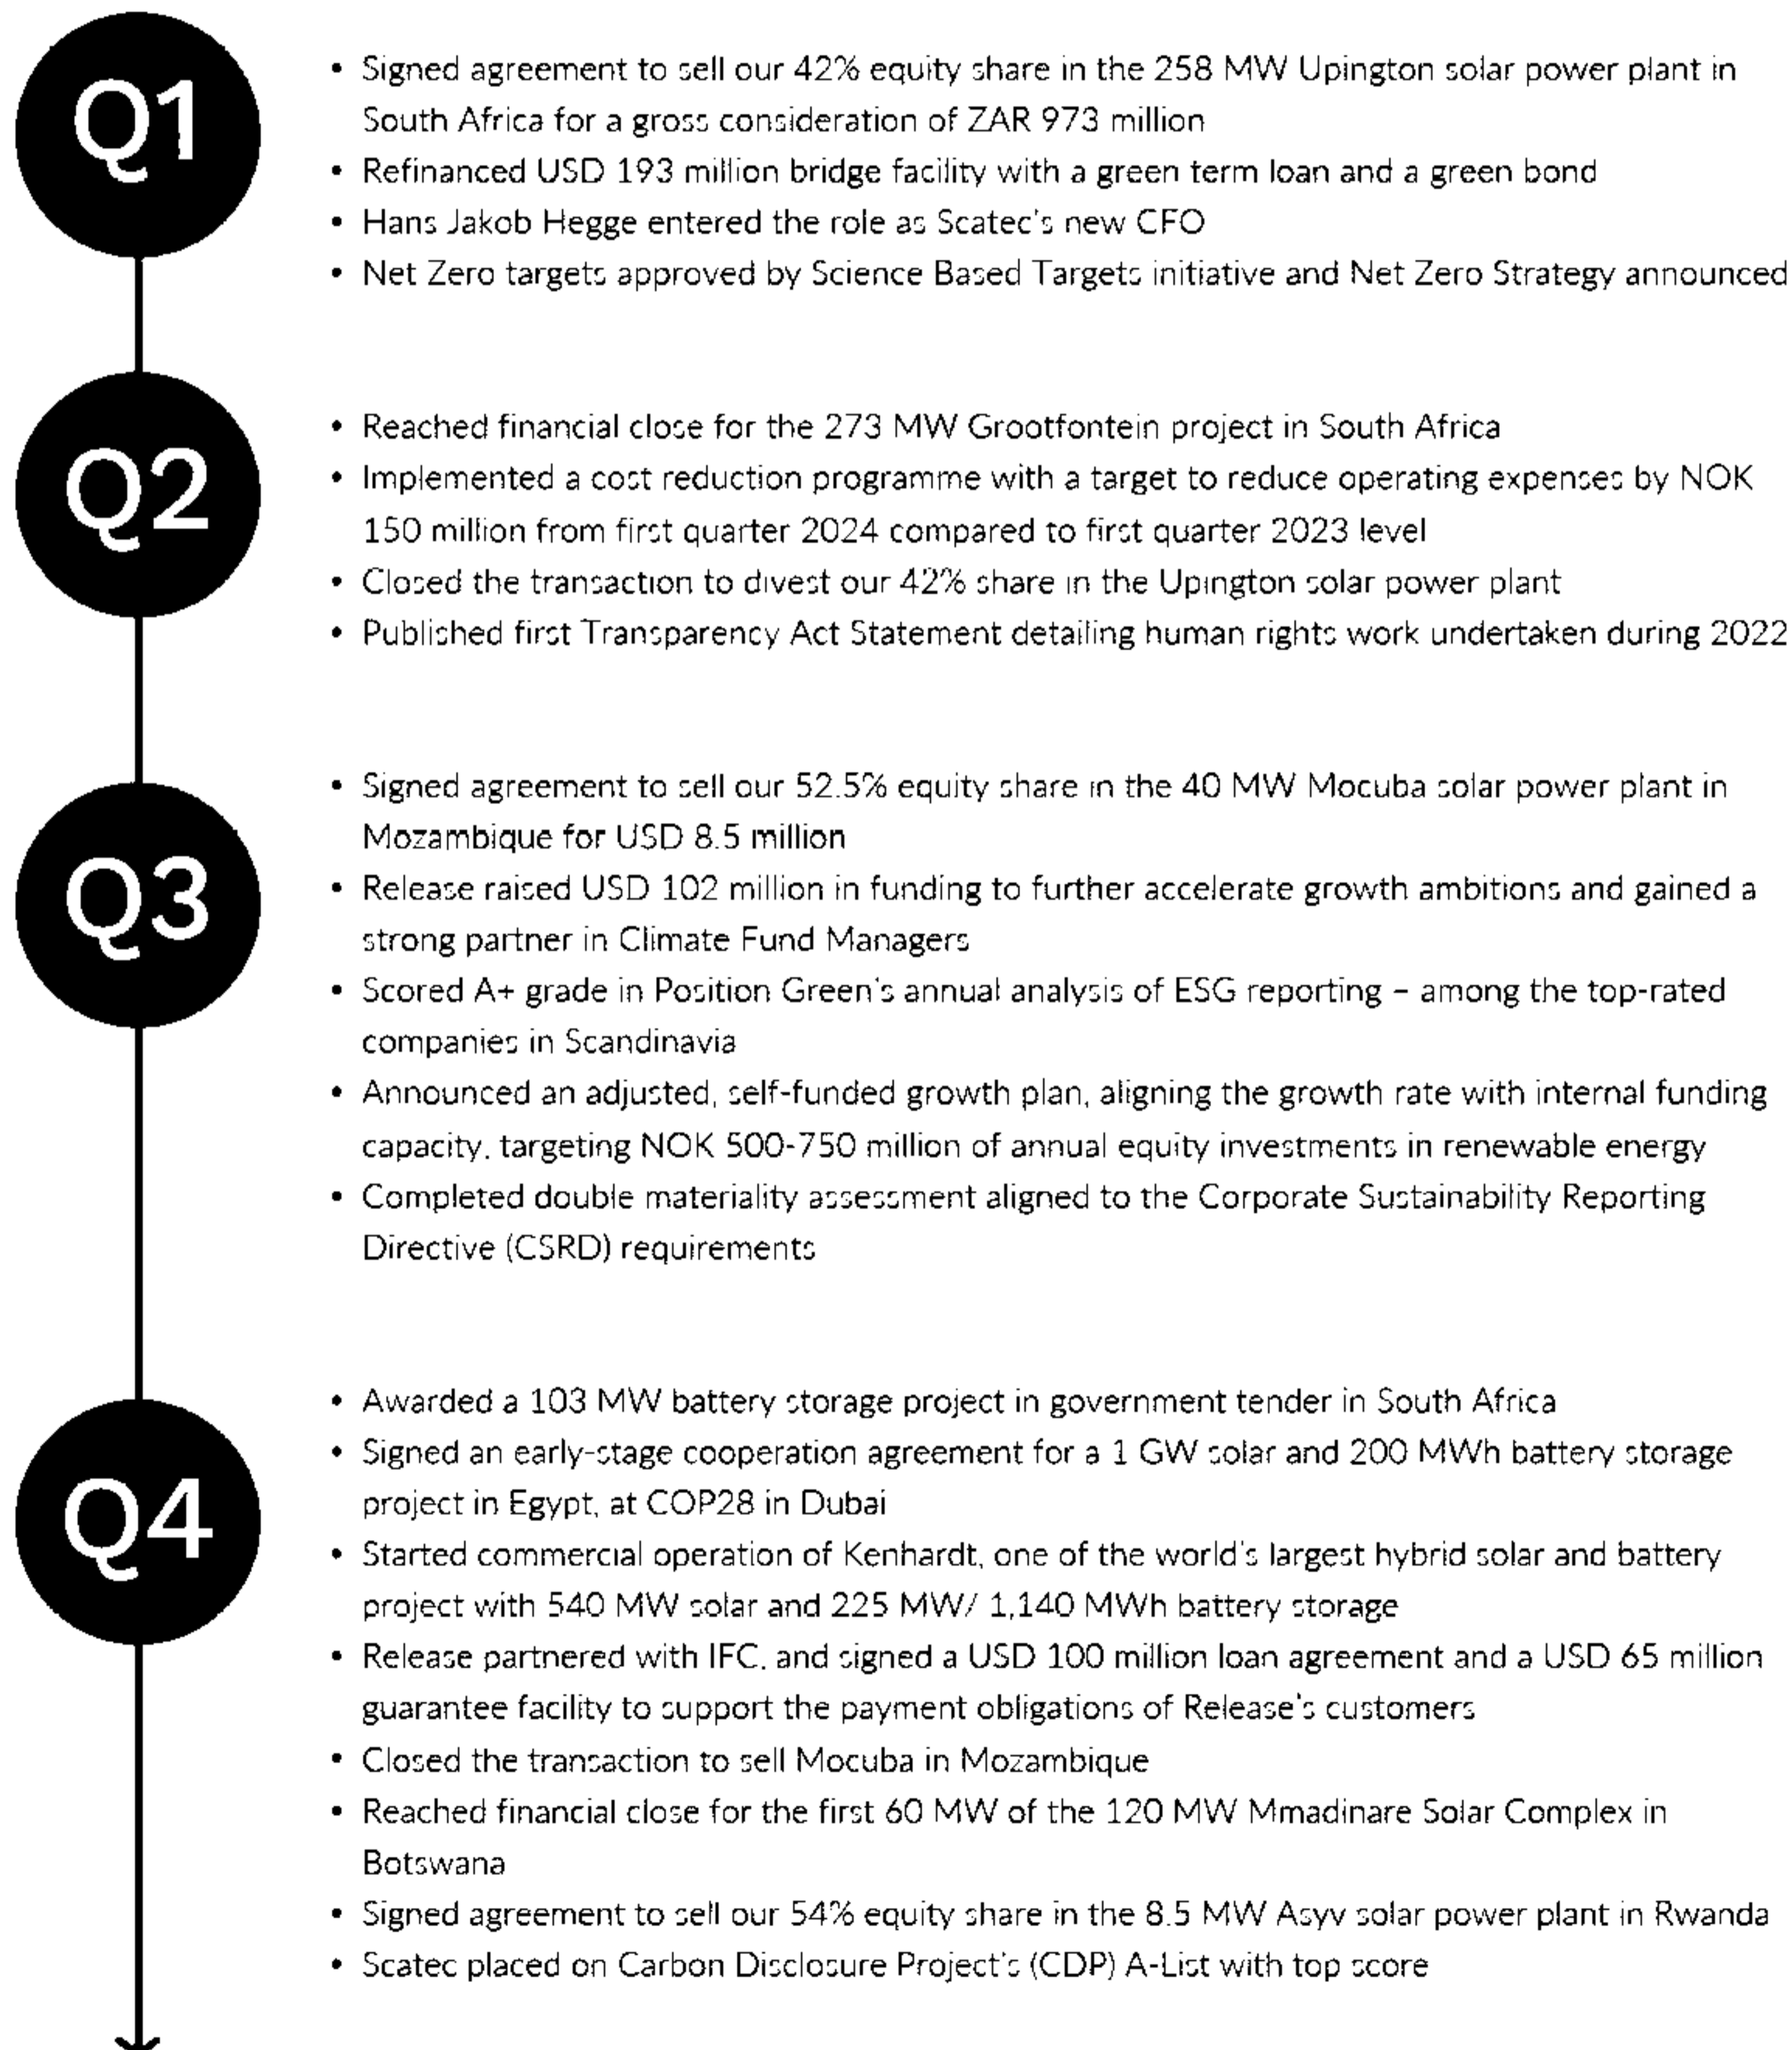 Q1
• Signed agreement to sell our 42% equity share in the 258 MW Upington solar power plant in
South Africa for a gross consideration of ZAR 973 million
• Refinanced USD 193 million bridge facility with a green term loan and a green bond
• Hans Jakob Hegge entered the role as Scatec's new CFO
• Net Zero targets approved by Science Based Targets initiative and Net Zero Strategy announced
Q2
• Reached financial close for the 273 MW Grootfontein project in South Africa
• Implemented a cost reduction programme with a target to reduce operating expenses by NOK
150 million from first quarter 2024 compared to first quarter 2023 level
• Closed the transaction to divest our 42% share in the Upington solar power plant
• Published first Transparency Act Statement detailing human rights work undertaken during 2022
Q3
• Signed agreement to sell our 52.5% equity share in the 40 MW Mocuba solar power plant in
Mozambique for USD 8.5 million
• Release raised USD 102 million in funding to further accelerate growth ambitions and gained a
strong partner in Climate Fund Managers
• Scored A+ grade in Position Green's annual analysis of ESG reporting – among the top-rated
companies in Scandinavia
• Announced an adjusted, self-funded growth plan, aligning the growth rate with internal funding
capacity, targeting NOK 500-750 million of annual equity investments in renewable energy
• Completed double materiality assessment aligned to the Corporate Sustainability Reporting
Directive (CSRD) requirements
Q4
• Awarded a 103 MW battery storage project in government tender in South Africa
• Signed an early-stage cooperation agreement for a 1 GW solar and 200 MWh battery storage
project in Egypt, at COP28 in Dubai
• Started commercial operation of Kenhardt, one of the world's largest hybrid solar and battery
project with 540 MW solar and 225 MW/ 1,140 MWh battery storage
• Release partnered with IFC, and signed a USD 100 million loan agreement and a USD 65 million
guarantee facility to support the payment obligations of Release's customers
• Closed the transaction to sell Mocuba in Mozambique
• Reached financial close for the first 60 MW of the 120 MW Mmadinare Solar Complex in
Botswana
• Signed agreement to sell our 54% equity share in the 8.5 MW Asyv solar power plant in Rwanda
• Scatec placed on Carbon Disclosure Project's (CDP) A-List with top score